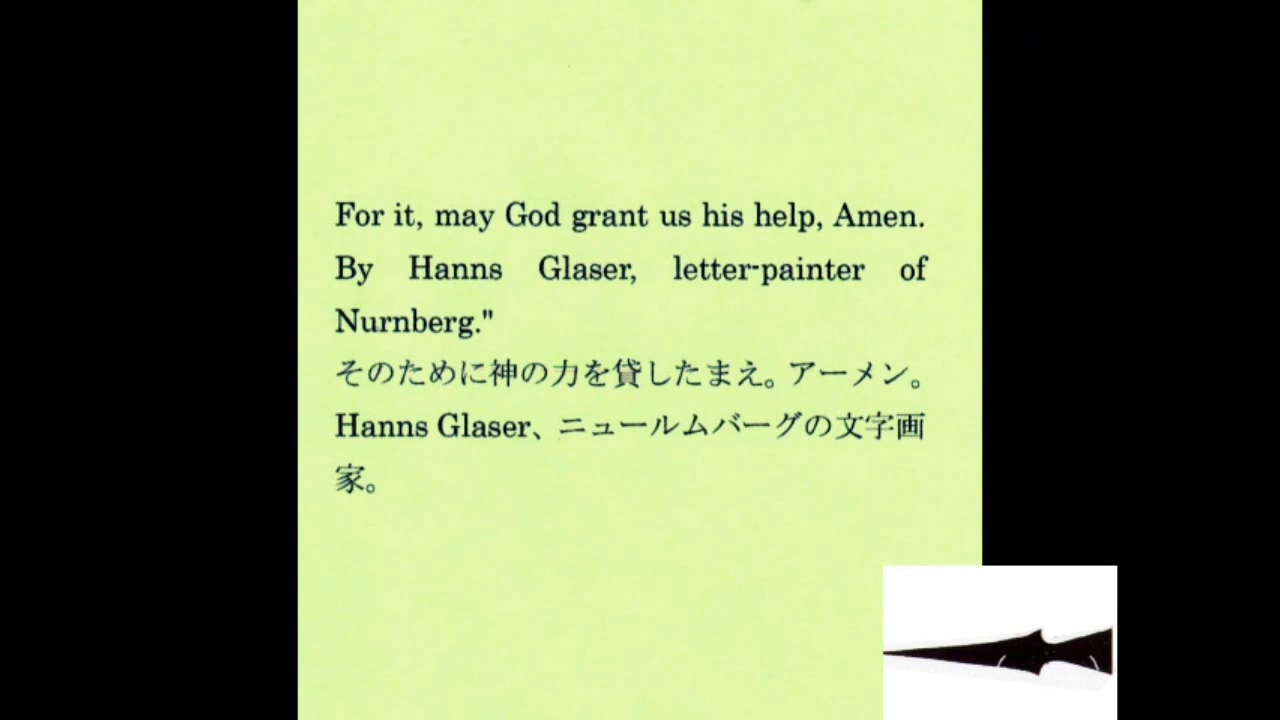 For it, may God grant us his help, Amen.
By Hanns Glaser, letter-painter of
Nurnberg."
そのために神の力を貸したまえ。アーメン。
Hanns Glaser、ニュールムバーグの文字画
家。